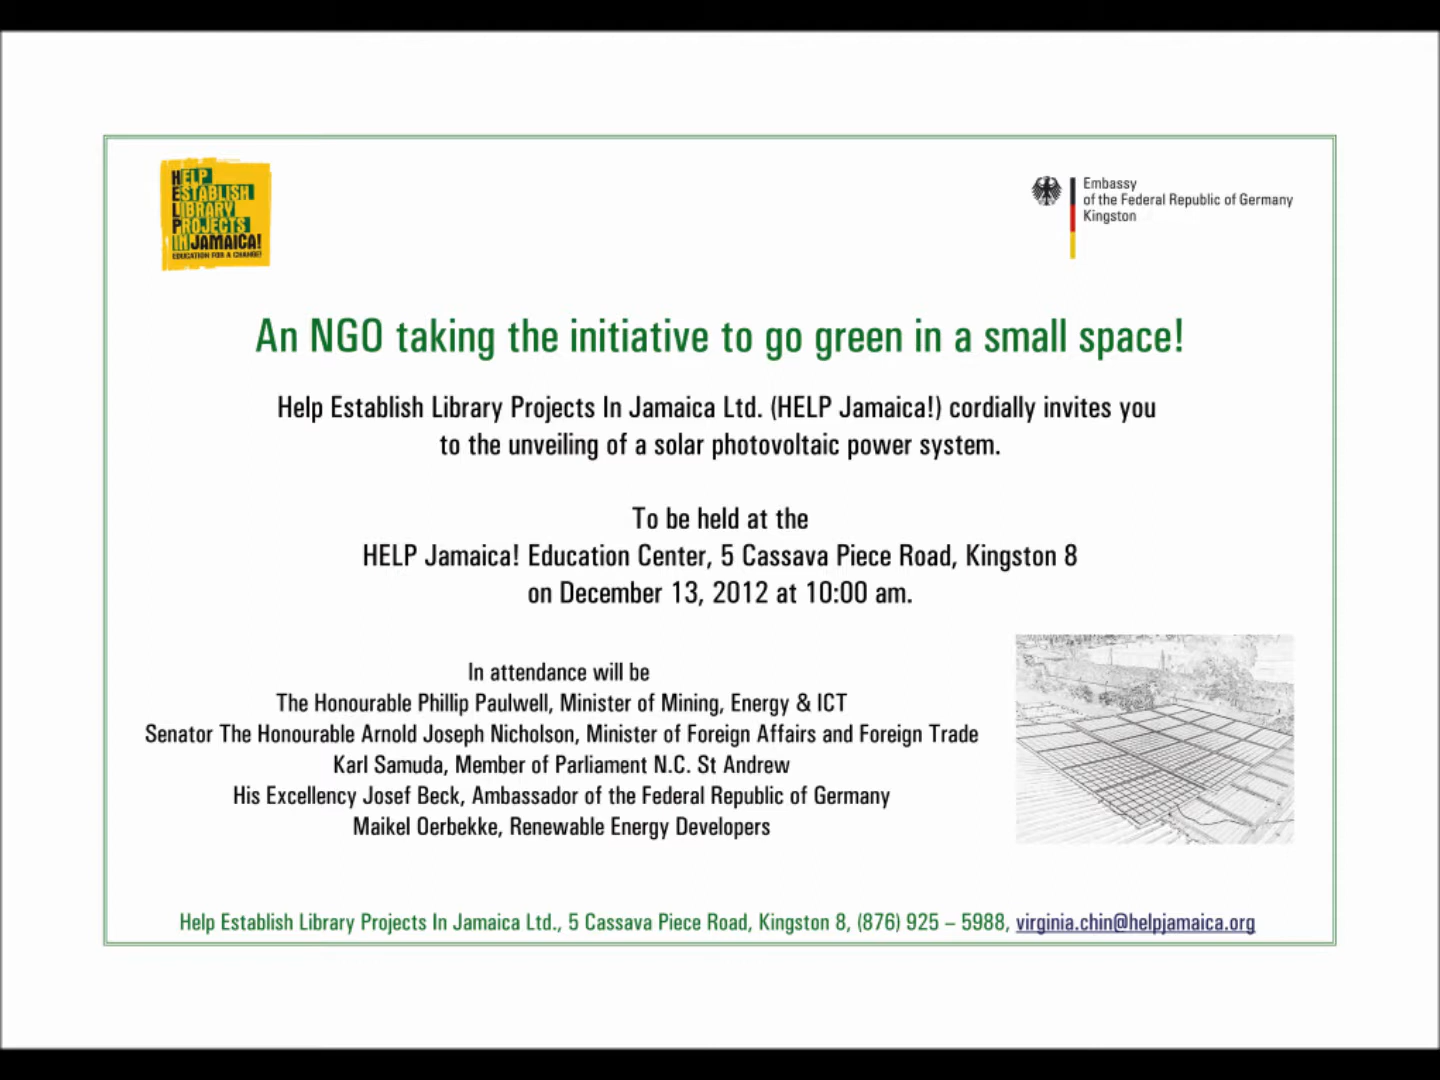 HELP
ESTABLISH
LIBRARY
PROJECTS
IN JAMAICA!
EDUCATION FOR A CHANGE!
Embassy
of the Federal Republic of Germany
Kingston
An NGO taking the initiative to go green in a small space!
Help Establish Library Projects In Jamaica Ltd. (HELP Jamaica!) cordially invites you
to the unveiling of a solar photovoltaic power system.
To be held at the
HELP Jamaica! Education Center, 5 Cassava Piece Road, Kingston 8
on December 13, 2012 at 10:00 am.
In attendance will be
The Honourable Phillip Paulwell, Minister of Mining, Energy & ICT
Senator The Honourable Arnold Joseph Nicholson, Minister of Foreign Affairs and Foreign Trade
Karl Samuda, Member of Parliament N.C. St Andrew
His Excellency Josef Beck, Ambassador of the Federal Republic of Germany
Maikel Oerbekke, Renewable Energy Developers
Help Establish Library Projects In Jamaica Ltd., 5 Cassava Piece Road, Kingston 8, (876) 925 – 5988, virginia.chin@helpjamaica.org